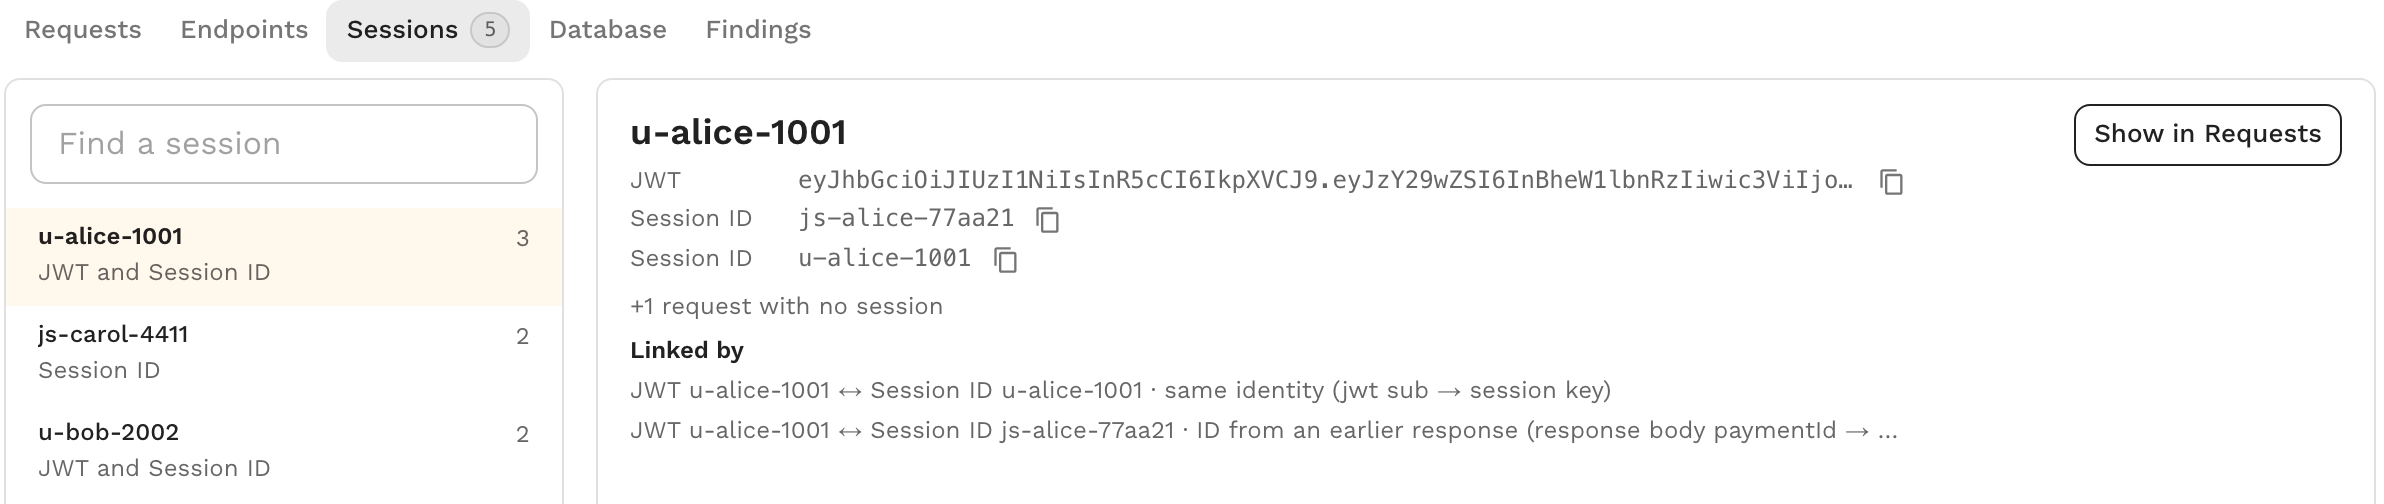 Requests Endpoints Sessions 5 Database Findings
Find a session
u-alice-1001 3
JWT and Session ID
js-carol-4411 2
Session ID
u-bob-2002 2
JWT and Session ID
u-alice-1001
Show in Requests
JWT eyJhbGciOiJIUzI1NiIsInR5cCI6IkpXVCJ9.eyJzY29wZSI6InBheW1lbnRzIiwic3ViIjo…
Session ID js-alice-77aa21
Session ID u-alice-1001
+1 request with no session
Linked by
JWT u-alice-1001 ↔ Session ID u-alice-1001 · same identity (jwt sub → session key)
JWT u-alice-1001 ↔ Session ID js-alice-77aa21 · ID from an earlier response (response body paymentId → …